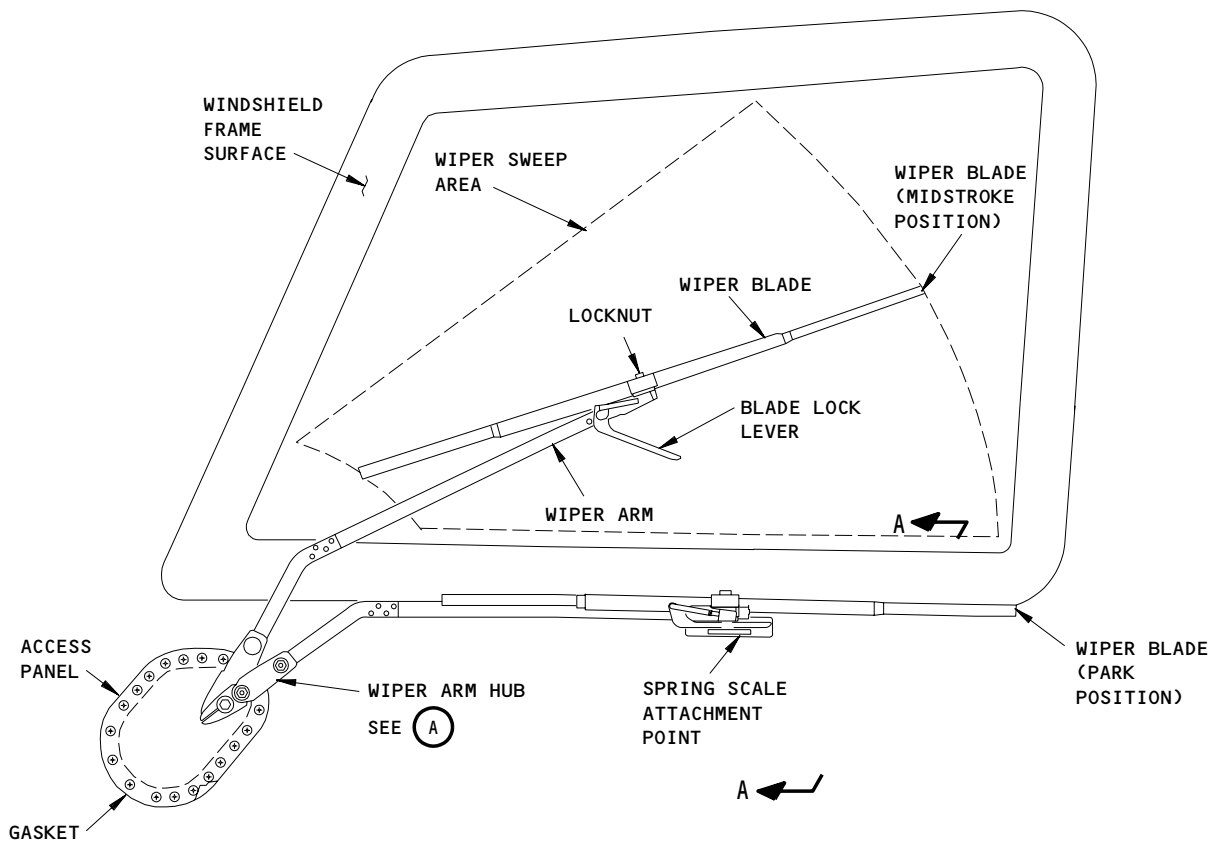 WINDSHIELD
FRAME
SURFACE
WIPER SWEEP
AREA
WIPER BLADE
(MIDSTROKE
POSITION)
WIPER BLADE
LOCKNUT
BLADE LOCK
LEVER
WIPER ARM
A
ACCESS
PANEL
WIPER ARM HUB
SEE A
SPRING SCALE
ATTACHMENT
POINT
WIPER BLADE
(PARK
POSITION)
A
GASKET